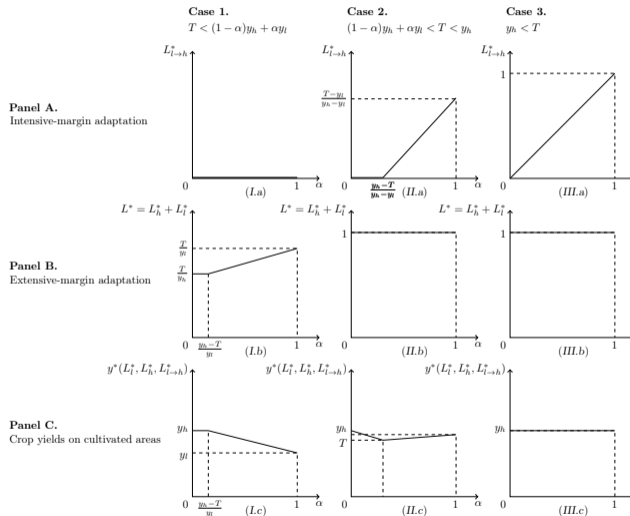 Case 1. Case 2. Case 3.
T < (1 − α)y_h + αy_l (1 − α)y_h + αy_l < T < y_h y_h < T
L*_{l→h} L*_{l→h} L*_{l→h}
Panel A.
Intensive-margin adaptation
(T−y_l)/(y_h−y_l) 1
0 (I.a) 1 α 0 (y_h−T)/(y_h−y_l) (II.a) 1 α 0 (III.a) 1 α
L* = L*_h + L*_l L* = L*_h + L*_l L* = L*_h + L*_l
Panel B.
Extensive-margin adaptation
T/y_l 1 1
T/y_h
0 (y_h−T)/y_l (I.b) 1 α 0 (II.b) 1 α 0 (III.b) 1 α
y*(L*_l, L*_h, L*_{l→h}) y*(L*_l, L*_h, L*_{l→h}) y*(L*_l, L*_h, L*_{l→h})
Panel C.
Crop yields on cultivated areas
y_h y_h y_h
y_l T
0 (y_h−T)/y_l (I.c) 1 α 0 (II.c) 1 α 0 (III.c) 1 α